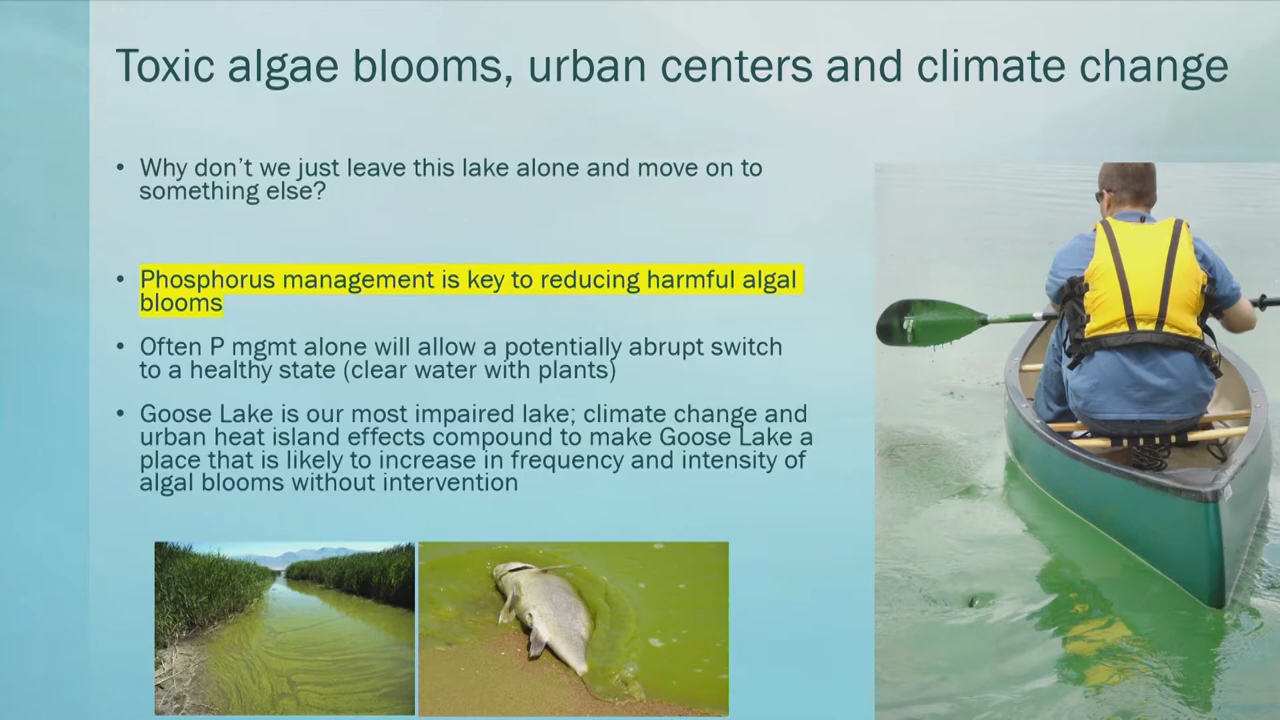 Toxic algae blooms, urban centers and climate change
• Why don't we just leave this lake alone and move on to
something else?
• Phosphorus management is key to reducing harmful algal
blooms
• Often P mgmt alone will allow a potentially abrupt switch
to a healthy state (clear water with plants)
• Goose Lake is our most impaired lake; climate change and
urban heat island effects compound to make Goose Lake a
place that is likely to increase in frequency and intensity of
algal blooms without intervention